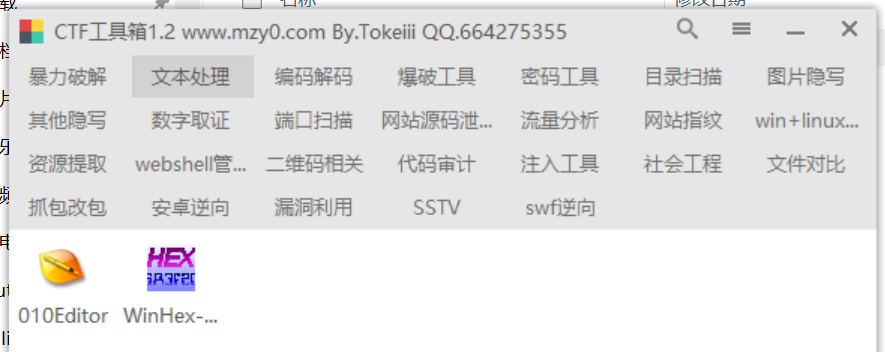 名称
修改日期
CTF工具箱1.2 www.mzy0.com By.Tokeiii QQ.664275355
暴力破解 文本处理 编码解码 爆破工具 密码工具 目录扫描 图片隐写
其他隐写 数字取证 端口扫描 网站源码泄... 流量分析 网站指纹 win+linux...
资源提取 webshell管... 二维码相关 代码审计 注入工具 社会工程 文件对比
抓包改包 安卓逆向 漏洞利用 SSTV swf逆向
HEX
010Editor WinHex-...